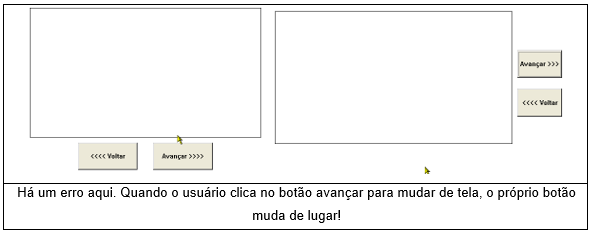 Avançar >>>
<<<< Voltar
<<<< Voltar Avançar >>>>
Há um erro aqui. Quando o usuário clica no botão avançar para mudar de tela, o próprio botão
muda de lugar!